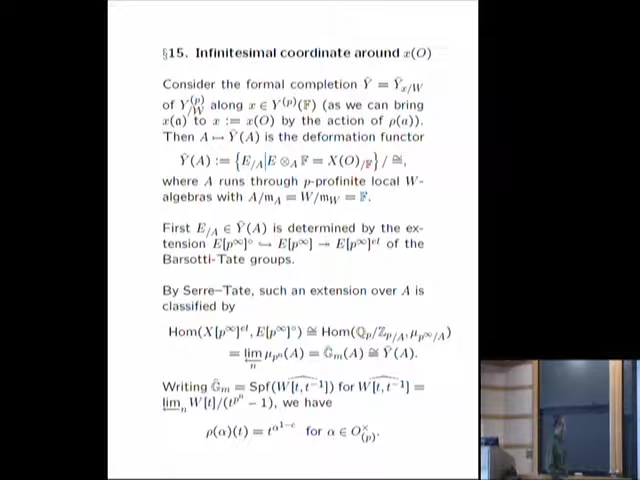 §15. Infinitesimal coordinate around x(O)
Consider the formal completion Ŷ = Ŷ_{x/W}
of Y^{(p)}_{/W} along x ∈ Y^{(p)}(𝔽) (as we can bring
x(𝔞) to x := x(O) by the action of ρ(a)).
Then A ↦ Ŷ(A) is the deformation functor
Ŷ(A) := {E_{/A}|E ⊗_A 𝔽 = X(O)_{/𝔽}} / ≅,
where A runs through p-profinite local W-
algebras with A/𝔪_A = W/𝔪_W = 𝔽.
First E_{/A} ∈ Ŷ(A) is determined by the ex-
tension E[p^∞]° ↪ E[p^∞] ↠ E[p^∞]^{et} of the
Barsotti-Tate groups.
By Serre–Tate, such an extension over A is
classified by
Hom(X[p^∞]^{et}, E[p^∞]°) ≅ Hom(ℚ_p/ℤ_{p/A}, μ_{p^∞/A})
= lim_{←n} μ_{p^n}(A) = Ĝ_m(A) ≅ Ŷ(A).
Writing Ĝ_m = Spf(\widehat{W[t, t^{-1}]}) for \widehat{W[t, t^{-1}]} =
lim_{←n} W[t]/(t^{p^n} − 1), we have
ρ(α)(t) = t^{α^{1−c}} for α ∈ O^×_{(p)}.